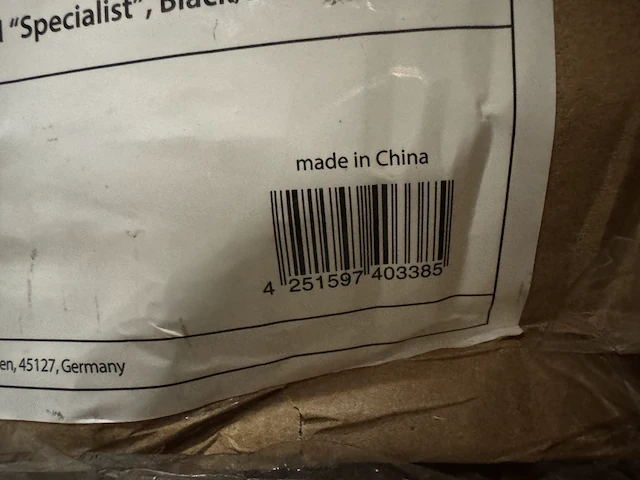 "Specialist", Black,
made in China
4 251597 403385
en, 45127, Germany